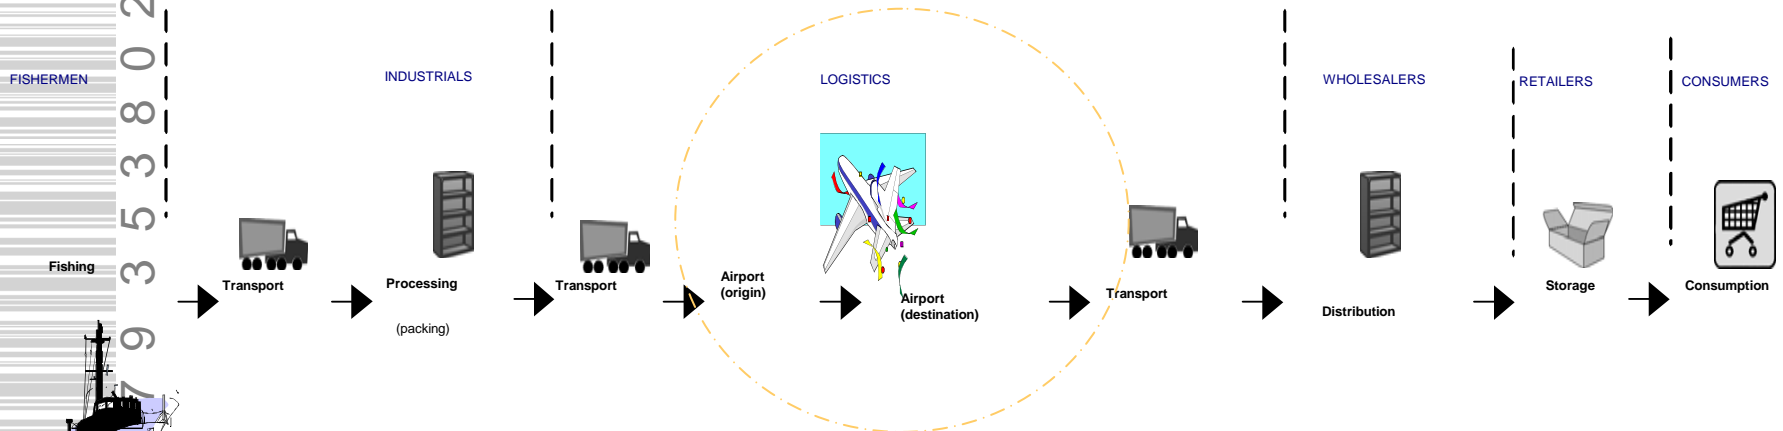 FISHERMEN
INDUSTRIALS
LOGISTICS
WHOLESALERS
RETAILERS
CONSUMERS
Fishing
Transport
Processing
(packing)
Transport
Airport
(origin)
Airport
(destination)
Transport
Distribution
Storage
Consumption
2
0
8
3
5
3
9
7